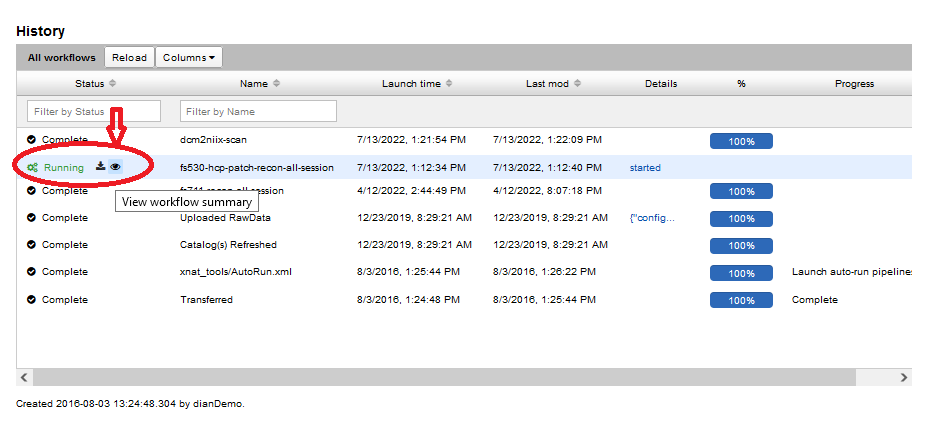 History
All workflows Reload Columns
Status Name Launch time Last mod Details % Progress
Filter by Status Filter by Name
Complete dcm2niix-scan 7/13/2022, 1:21:54 PM 7/13/2022, 1:22:09 PM 100%
Running fs530-hcp-patch-recon-all-session 7/13/2022, 1:12:34 PM 7/13/2022, 1:12:40 PM started
Complete fs711-recon-all-session 4/12/2022, 2:44:49 PM 4/12/2022, 8:07:18 PM 100%
View workflow summary
Complete Uploaded RawData 12/23/2019, 8:29:21 AM 12/23/2019, 8:29:21 AM {"config... 100%
Complete Catalog(s) Refreshed 12/23/2019, 8:29:21 AM 12/23/2019, 8:29:21 AM 100%
Complete xnat_tools/AutoRun.xml 8/3/2016, 1:25:44 PM 8/3/2016, 1:26:22 PM 100% Launch auto-run pipelines
Complete Transferred 8/3/2016, 1:24:48 PM 8/3/2016, 1:25:44 PM 100% Complete
Created 2016-08-03 13:24:48.304 by dianDemo.